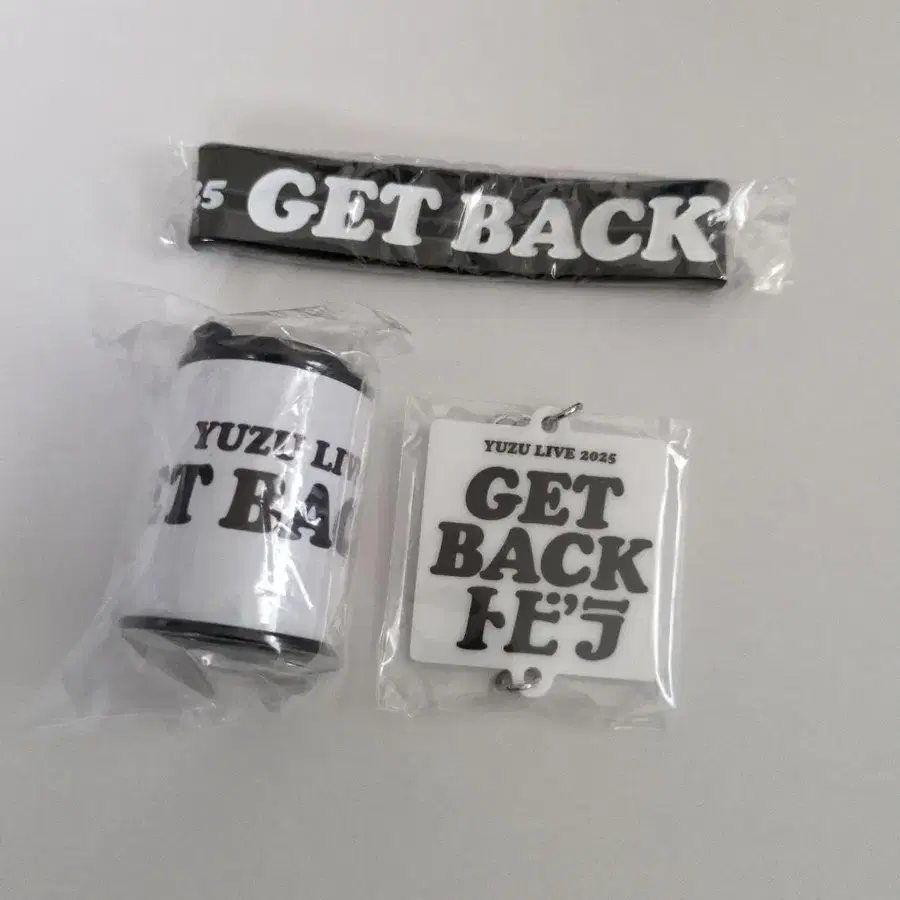 25 GET BACK
YUZU LIV
ET BAC
YUZU LIVE 2025
GET
BACK
トビ’ラ